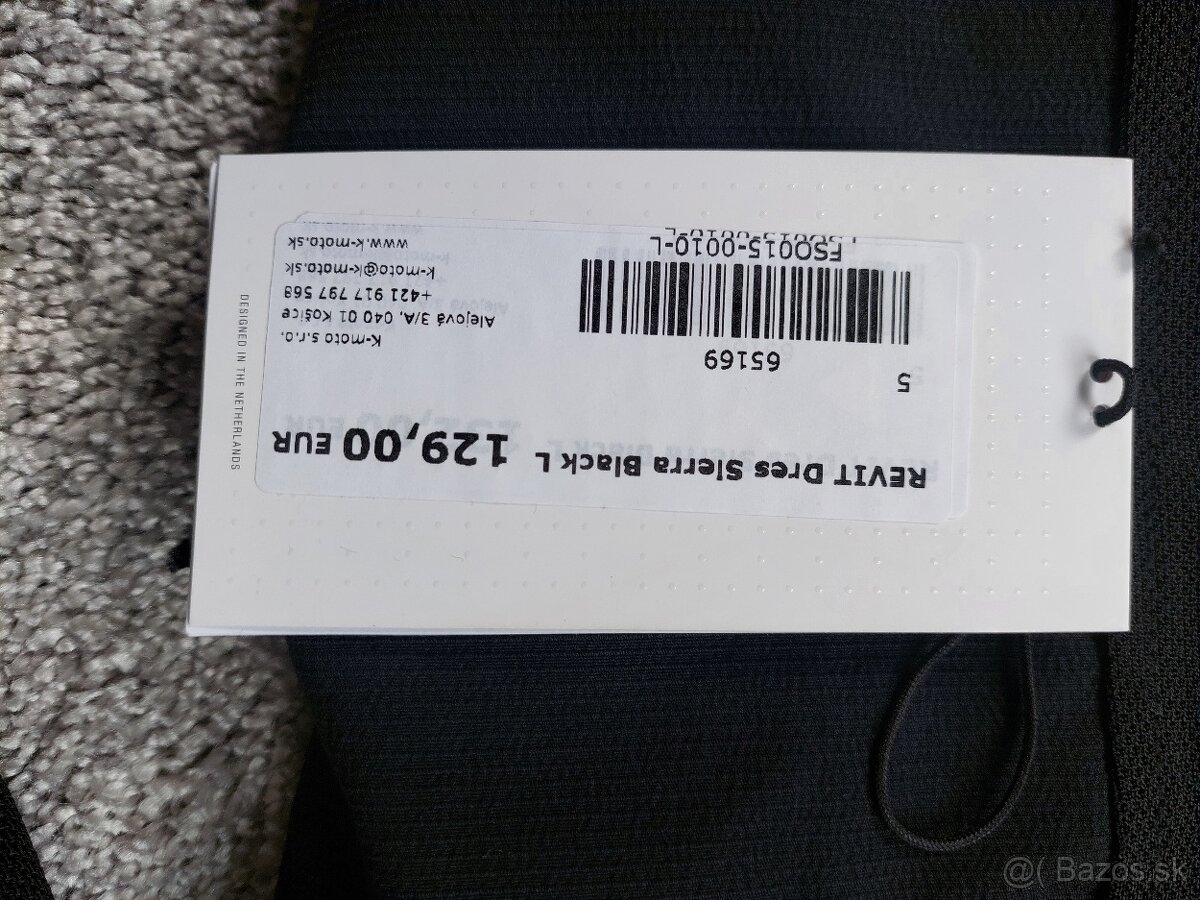 REVIT Dres Sierra Black L 129,00 EUR
5
65169
FSO015-0010-L
K-moto s.r.o.
Alejová 3/A, 040 01 Košice
+421 917 797 568
k-moto@k-moto.sk
www.k-moto.sk
DESIGNED IN THE NETHERLANDS
@( Bazos.sk